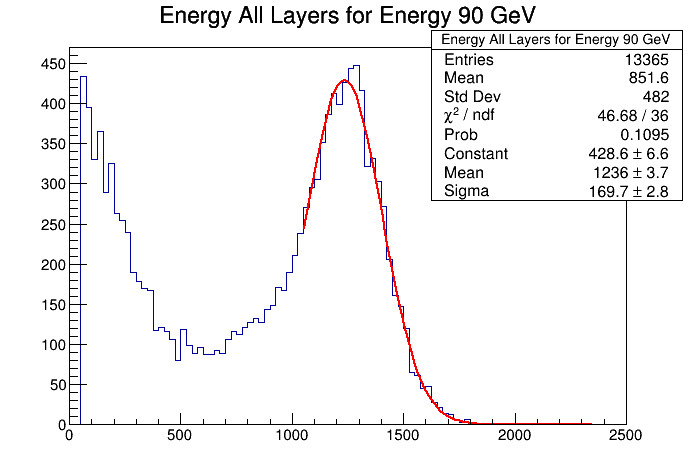 Energy All Layers for Energy 90 GeV
Energy All Layers for Energy 90 GeV
Entries 13365
Mean 851.6
Std Dev 482
χ² / ndf 46.68 / 36
Prob 0.1095
Constant 428.6 ± 6.6
Mean 1236 ± 3.7
Sigma 169.7 ± 2.8
450
400
350
300
250
200
150
100
50
0
0 500 1000 1500 2000 2500